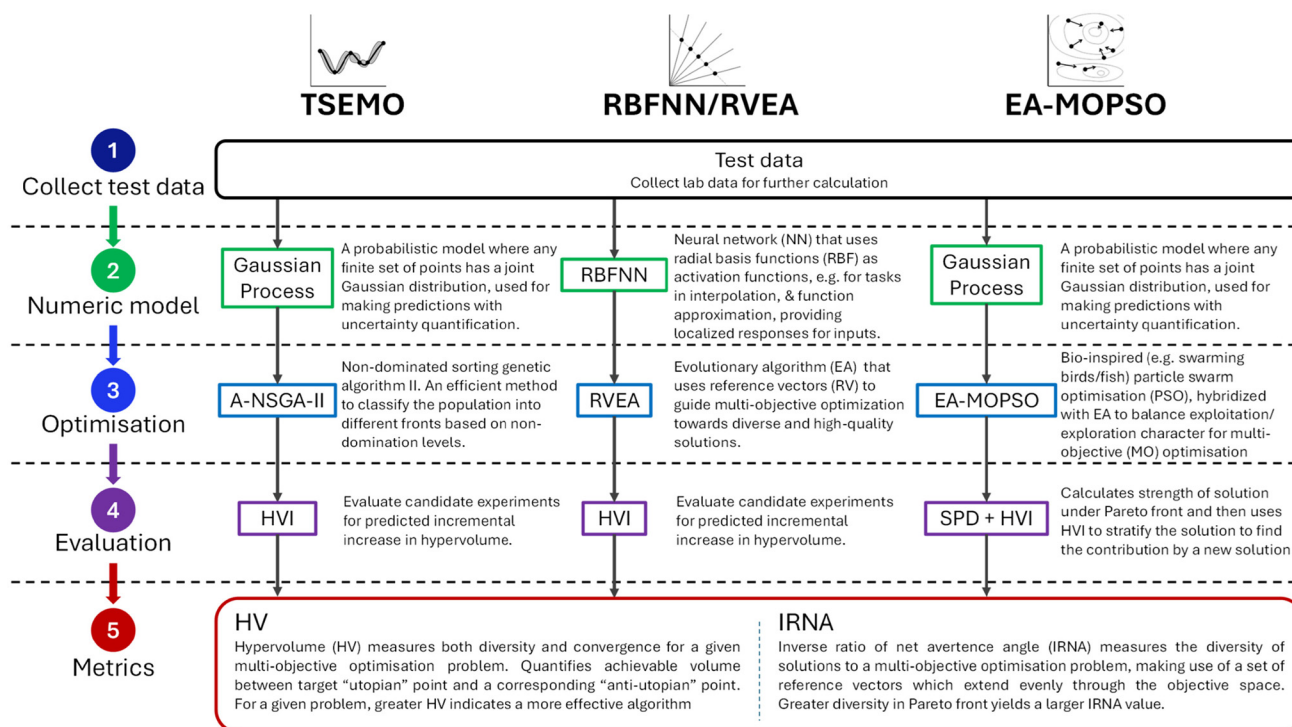 TSEMO
RBFNN/RVEA
EA-MOPSO
1
Collect test data
Test data
Collect lab data for further calculation
2
Numeric model
Gaussian
Process
A probabilistic model where any
finite set of points has a joint
Gaussian distribution, used for
making predictions with
uncertainty quantification.
RBFNN
Neural network (NN) that uses
radial basis functions (RBF) as
activation functions, e.g. for tasks
in interpolation, & function
approximation, providing
localized responses for inputs.
Gaussian
Process
A probabilistic model where any
finite set of points has a joint
Gaussian distribution, used for
making predictions with
uncertainty quantification.
3
Optimisation
A-NSGA-II
Non-dominated sorting genetic
algorithm II. An efficient method
to classify the population into
different fronts based on non-
domination levels.
RVEA
Evolutionary algorithm (EA) that
uses reference vectors (RV) to
guide multi-objective optimization
towards diverse and high-quality
solutions.
EA-MOPSO
Bio-inspired (e.g. swarming
birds/fish) particle swarm
optimisation (PSO), hybridized
with EA to balance exploitation/
exploration character for multi-
objective (MO) optimisation
4
Evaluation
HVI
Evaluate candidate experiments
for predicted incremental
increase in hypervolume.
HVI
Evaluate candidate experiments
for predicted incremental
increase in hypervolume.
SPD + HVI
Calculates strength of solution
under Pareto front and then uses
HVI to stratify the solution to find
the contribution by a new solution
5
Metrics
HV
Hypervolume (HV) measures both diversity and convergence for a given
multi-objective optimisation problem. Quantifies achievable volume
between target “utopian” point and a corresponding “anti-utopian” point.
For a given problem, greater HV indicates a more effective algorithm
IRNA
Inverse ratio of net avertence angle (IRNA) measures the diversity of
solutions to a multi-objective optimisation problem, making use of a set of
reference vectors which extend evenly through the objective space.
Greater diversity in Pareto front yields a larger IRNA value.